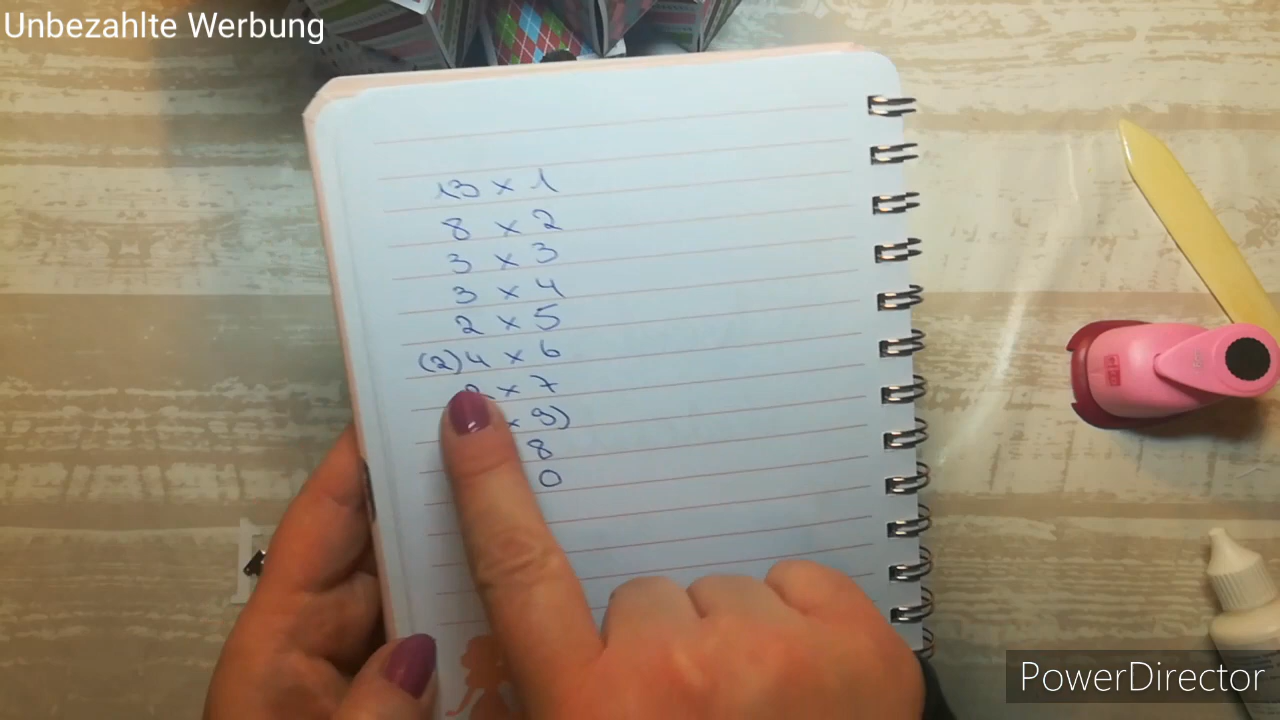 Unbezahlte Werbung
13 x 1
8 x 2
3 x 3
3 x 4
2 x 5
(2) 4 x 6
x 7
x 9)
8
0
PowerDirector